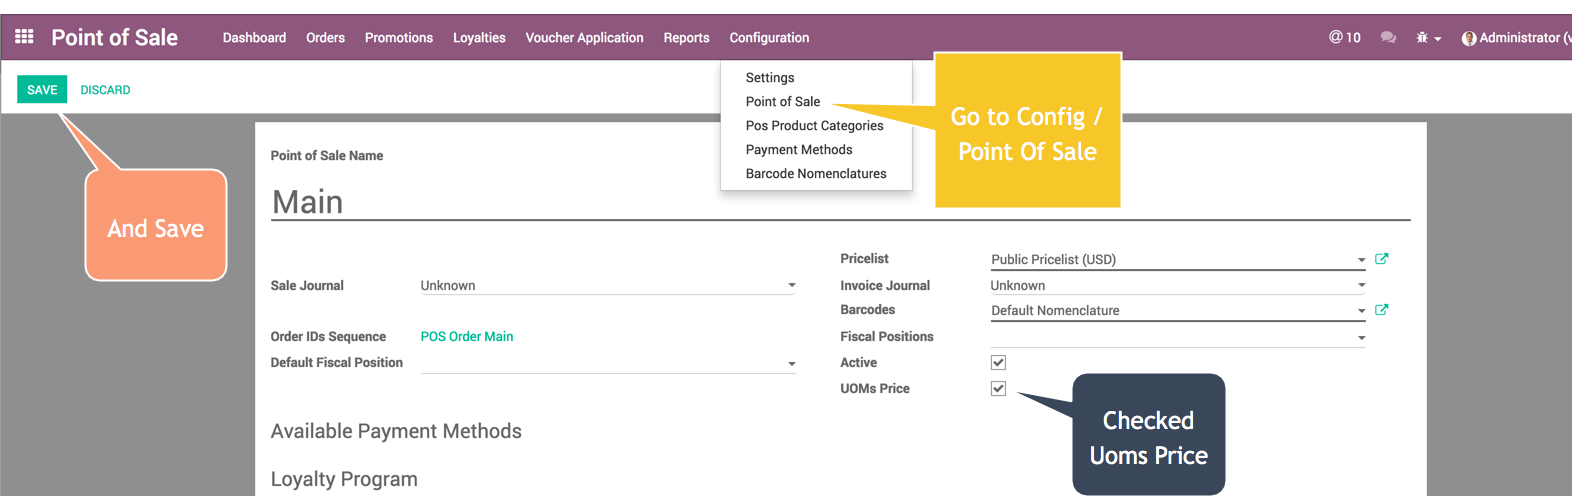 Point of Sale Dashboard Orders Promotions Loyalties Voucher Application Reports Configuration @ 10 Administrator (v
SAVE DISCARD
Settings
Point of Sale
Pos Product Categories
Payment Methods
Barcode Nomenclatures
Go to Config /
Point Of Sale
And Save
Point of Sale Name
Main
Pricelist Public Pricelist (USD)
Sale Journal Unknown
Invoice Journal Unknown
Barcodes Default Nomenclature
Order IDs Sequence POS Order Main
Fiscal Positions
Default Fiscal Position
Active
UOMs Price
Checked
Uoms Price
Available Payment Methods
Loyalty Program